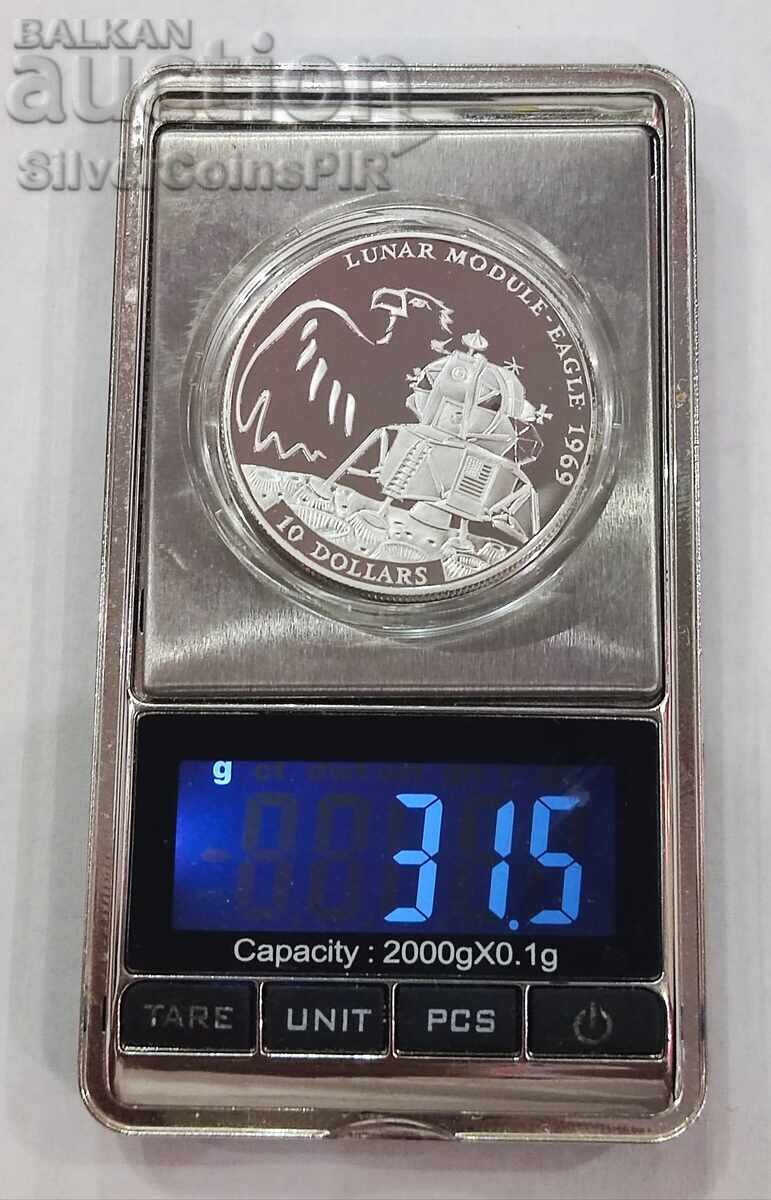 BALKAN
auction
SilverCoinsPIR
LUNAR MODULE - EAGLE 1969
10 DOLLARS
g
31.5
Capacity : 2000gX0.1g
TARE UNIT PCS